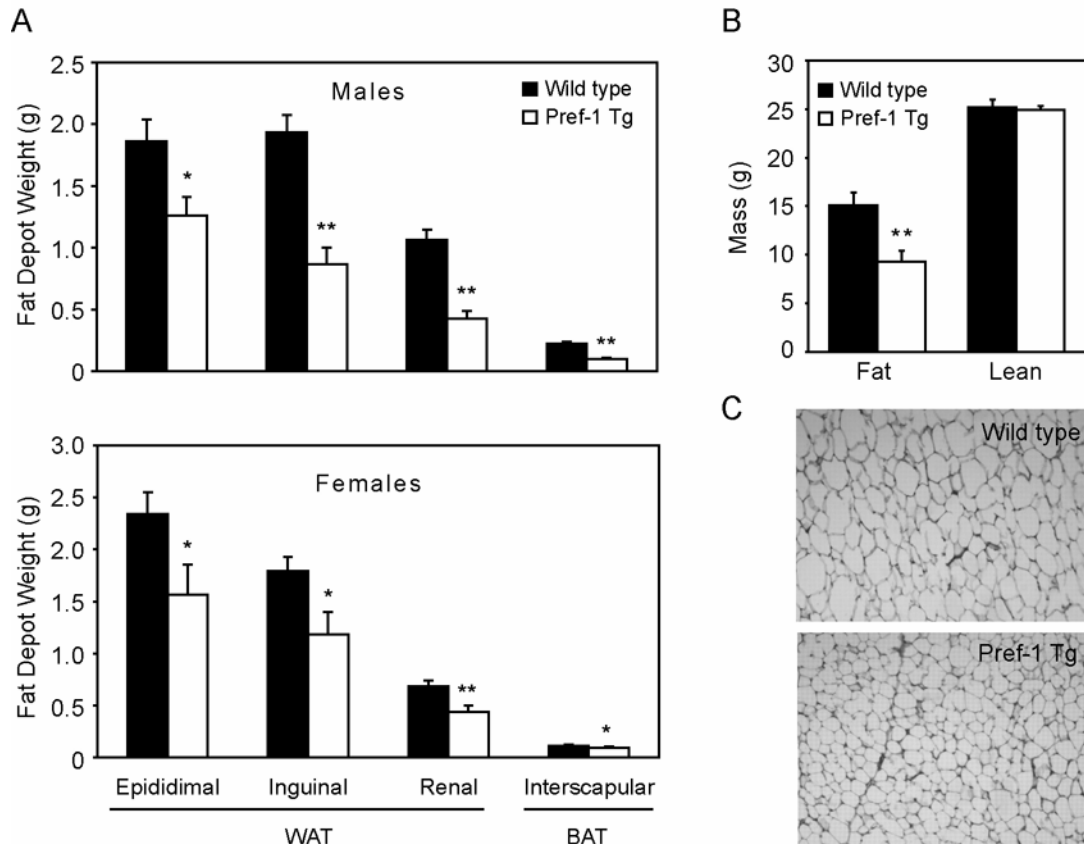 A
Fat Depot Weight (g)
2.5
2.0
1.5
1.0
0.5
0
Males
Wild type
Pref-1 Tg
*
**
**
**
Fat Depot Weight (g)
3.0
2.5
2.0
1.5
1.0
0.5
0
Females
*
*
**
*
Epididimal Inguinal Renal Interscapular
WAT BAT
B
Mass (g)
30
25
20
15
10
5
0
Wild type
Pref-1 Tg
**
Fat Lean
C
Wild type
Pref-1 Tg